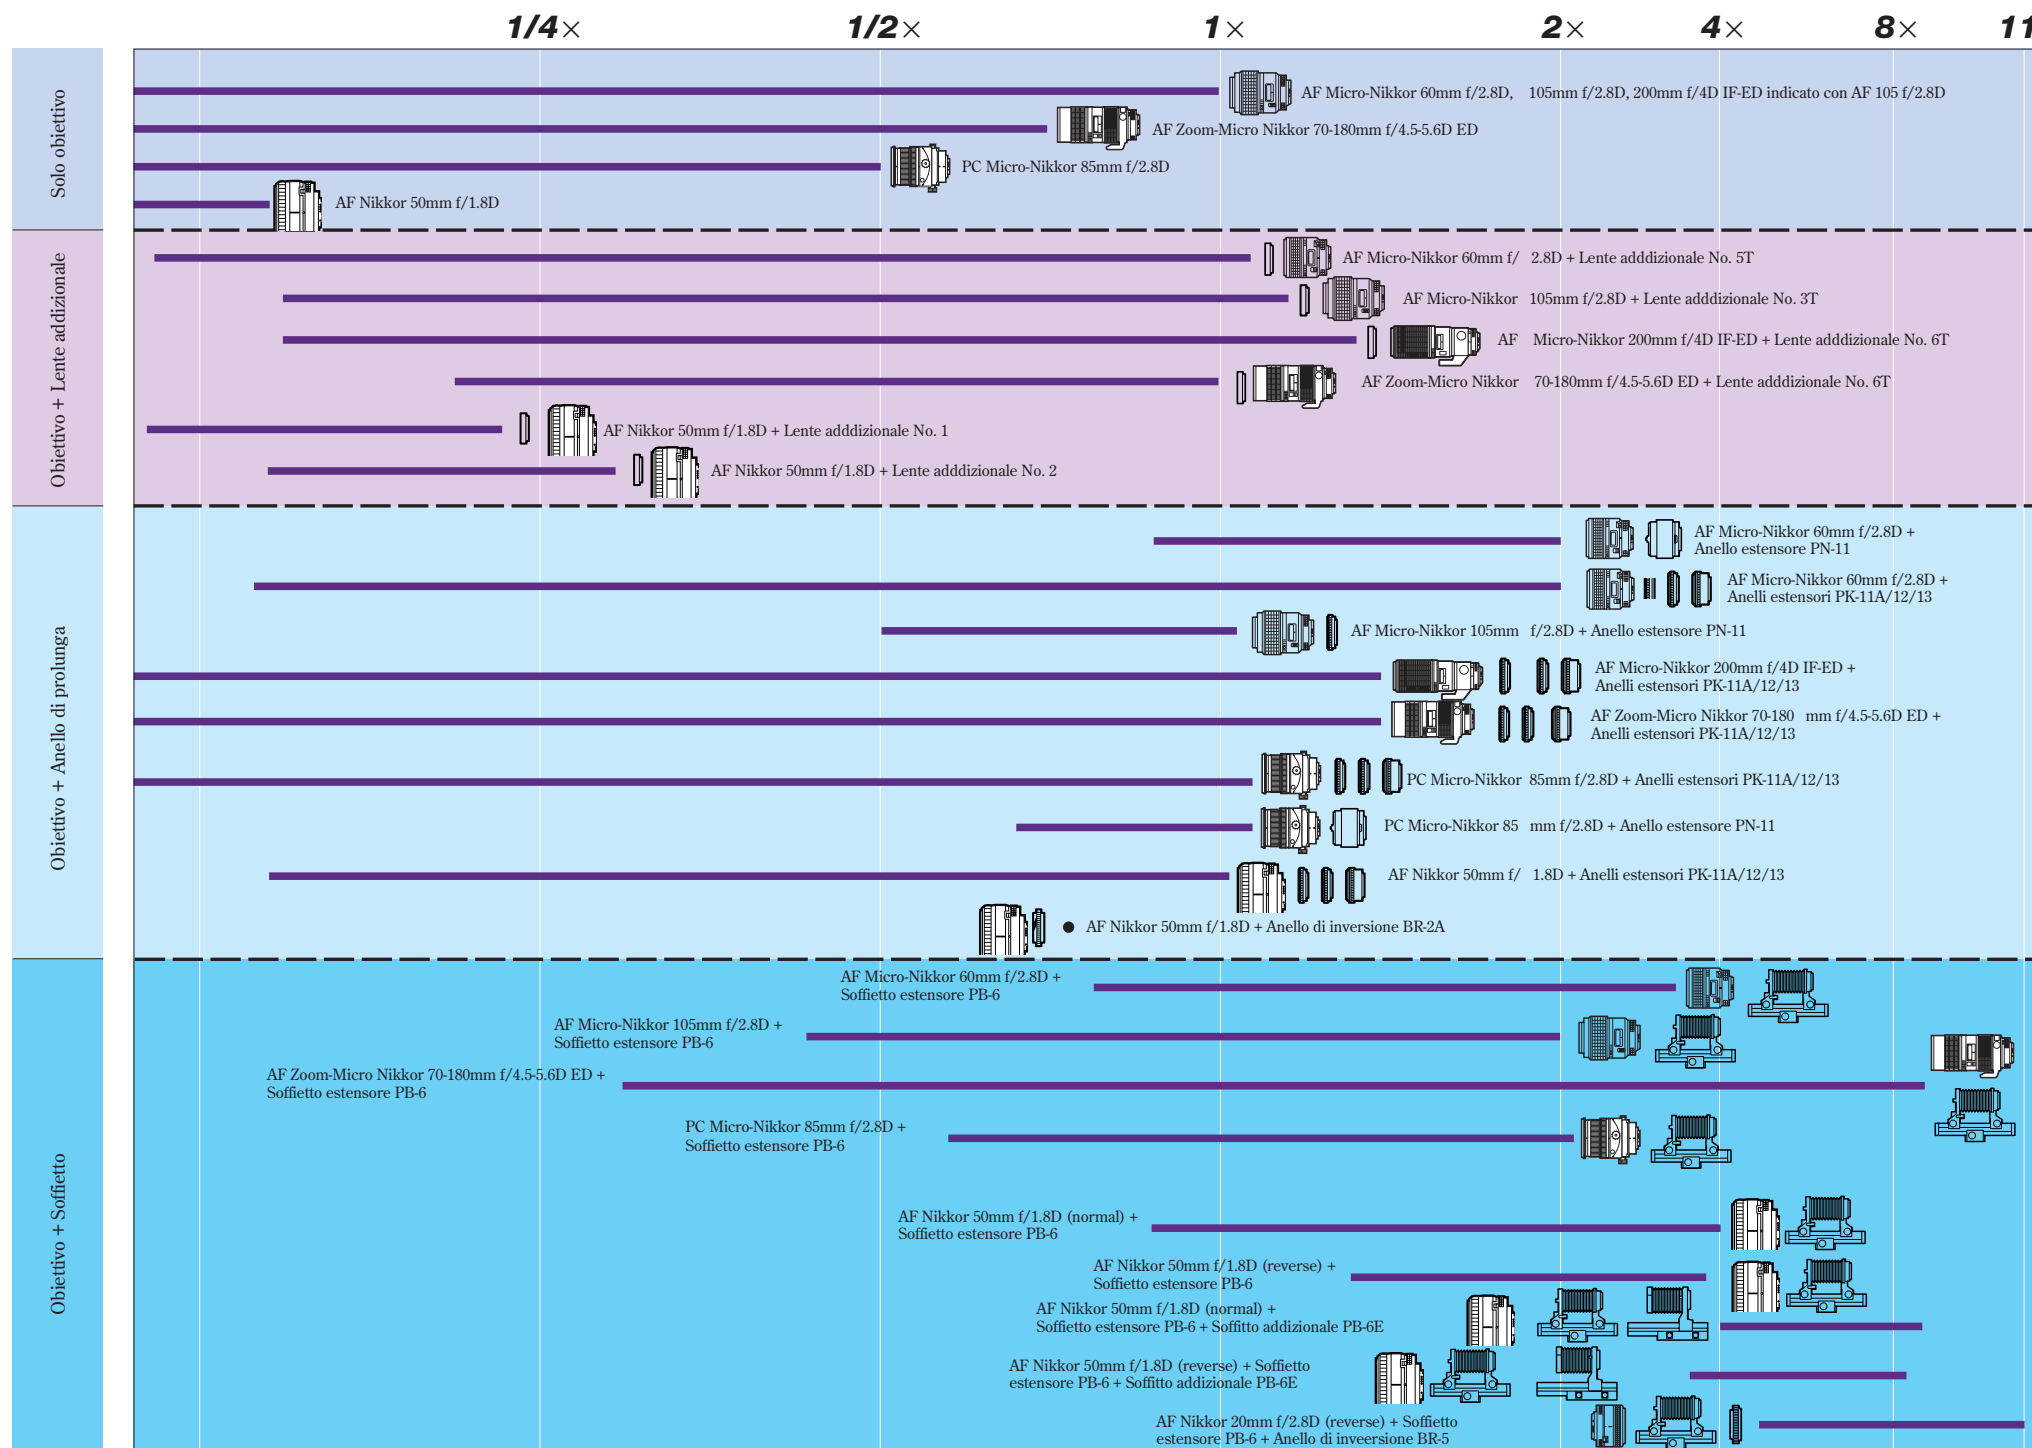 1/4× 1/2× 1× 2× 4× 8× 11
Solo obiettivo
AF Micro-Nikkor 60mm f/2.8D, 105mm f/2.8D, 200mm f/4D IF-ED indicato con AF 105 f/2.8D
AF Zoom-Micro Nikkor 70-180mm f/4.5-5.6D ED
PC Micro-Nikkor 85mm f/2.8D
AF Nikkor 50mm f/1.8D
Obiettivo + Lente addizionale
AF Micro-Nikkor 60mm f/ 2.8D + Lente adddizionale No. 5T
AF Micro-Nikkor 105mm f/2.8D + Lente adddizionale No. 3T
AF Micro-Nikkor 200mm f/4D IF-ED + Lente adddizionale No. 6T
AF Zoom-Micro Nikkor 70-180mm f/4.5-5.6D ED + Lente adddizionale No. 6T
AF Nikkor 50mm f/1.8D + Lente adddizionale No. 1
AF Nikkor 50mm f/1.8D + Lente adddizionale No. 2
Obiettivo + Anello di prolunga
AF Micro-Nikkor 60mm f/2.8D +
Anello estensore PN-11
AF Micro-Nikkor 60mm f/2.8D +
Anelli estensori PK-11A/12/13
AF Micro-Nikkor 105mm f/2.8D + Anello estensore PN-11
AF Micro-Nikkor 200mm f/4D IF-ED +
Anelli estensori PK-11A/12/13
AF Zoom-Micro Nikkor 70-180 mm f/4.5-5.6D ED +
Anelli estensori PK-11A/12/13
PC Micro-Nikkor 85mm f/2.8D + Anelli estensori PK-11A/12/13
PC Micro-Nikkor 85 mm f/2.8D + Anello estensore PN-11
AF Nikkor 50mm f/ 1.8D + Anelli estensori PK-11A/12/13
● AF Nikkor 50mm f/1.8D + Anello di inversione BR-2A
Obiettivo + Soffietto
AF Micro-Nikkor 60mm f/2.8D +
Soffietto estensore PB-6
AF Micro-Nikkor 105mm f/2.8D +
Soffietto estensore PB-6
AF Zoom-Micro Nikkor 70-180mm f/4.5-5.6D ED +
Soffietto estensore PB-6
PC Micro-Nikkor 85mm f/2.8D +
Soffietto estensore PB-6
AF Nikkor 50mm f/1.8D (normal) +
Soffietto estensore PB-6
AF Nikkor 50mm f/1.8D (reverse) +
Soffietto estensore PB-6
AF Nikkor 50mm f/1.8D (normal) +
Soffietto estensore PB-6 + Soffitto addizionale PB-6E
AF Nikkor 50mm f/1.8D (reverse) + Soffietto
estensore PB-6 + Soffitto addizionale PB-6E
AF Nikkor 20mm f/2.8D (reverse) + Soffietto
estensore PB-6 + Anello di inveersione BR-5